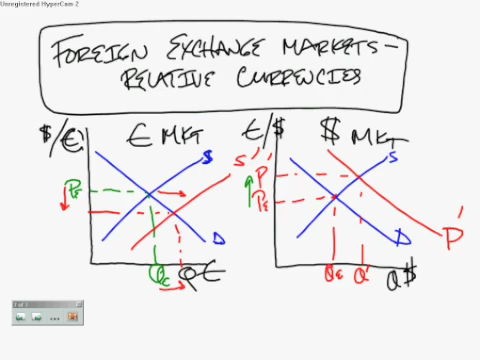 Unregistered HyperCam 2
FOREIGN EXCHANGE MARKETS-
RELATIVE CURRENCIES
$/€ € MKT €/$ $ MKT
S S' P' S
PE PE
D D P'
QE Q€ QE Q' Q$